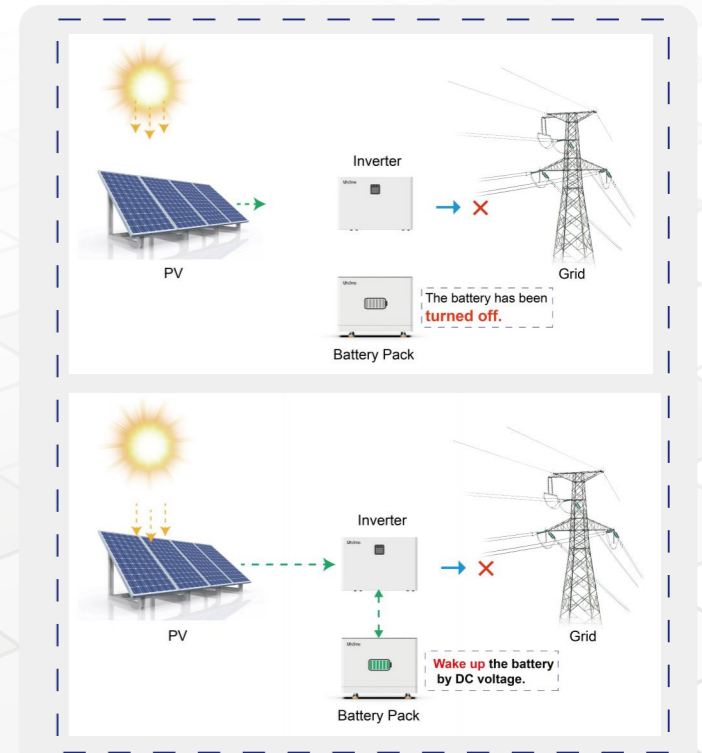 Inverter
PV
Grid
The battery has been
turned off.
Battery Pack
Inverter
PV
Grid
Wake up the battery
by DC voltage.
Battery Pack